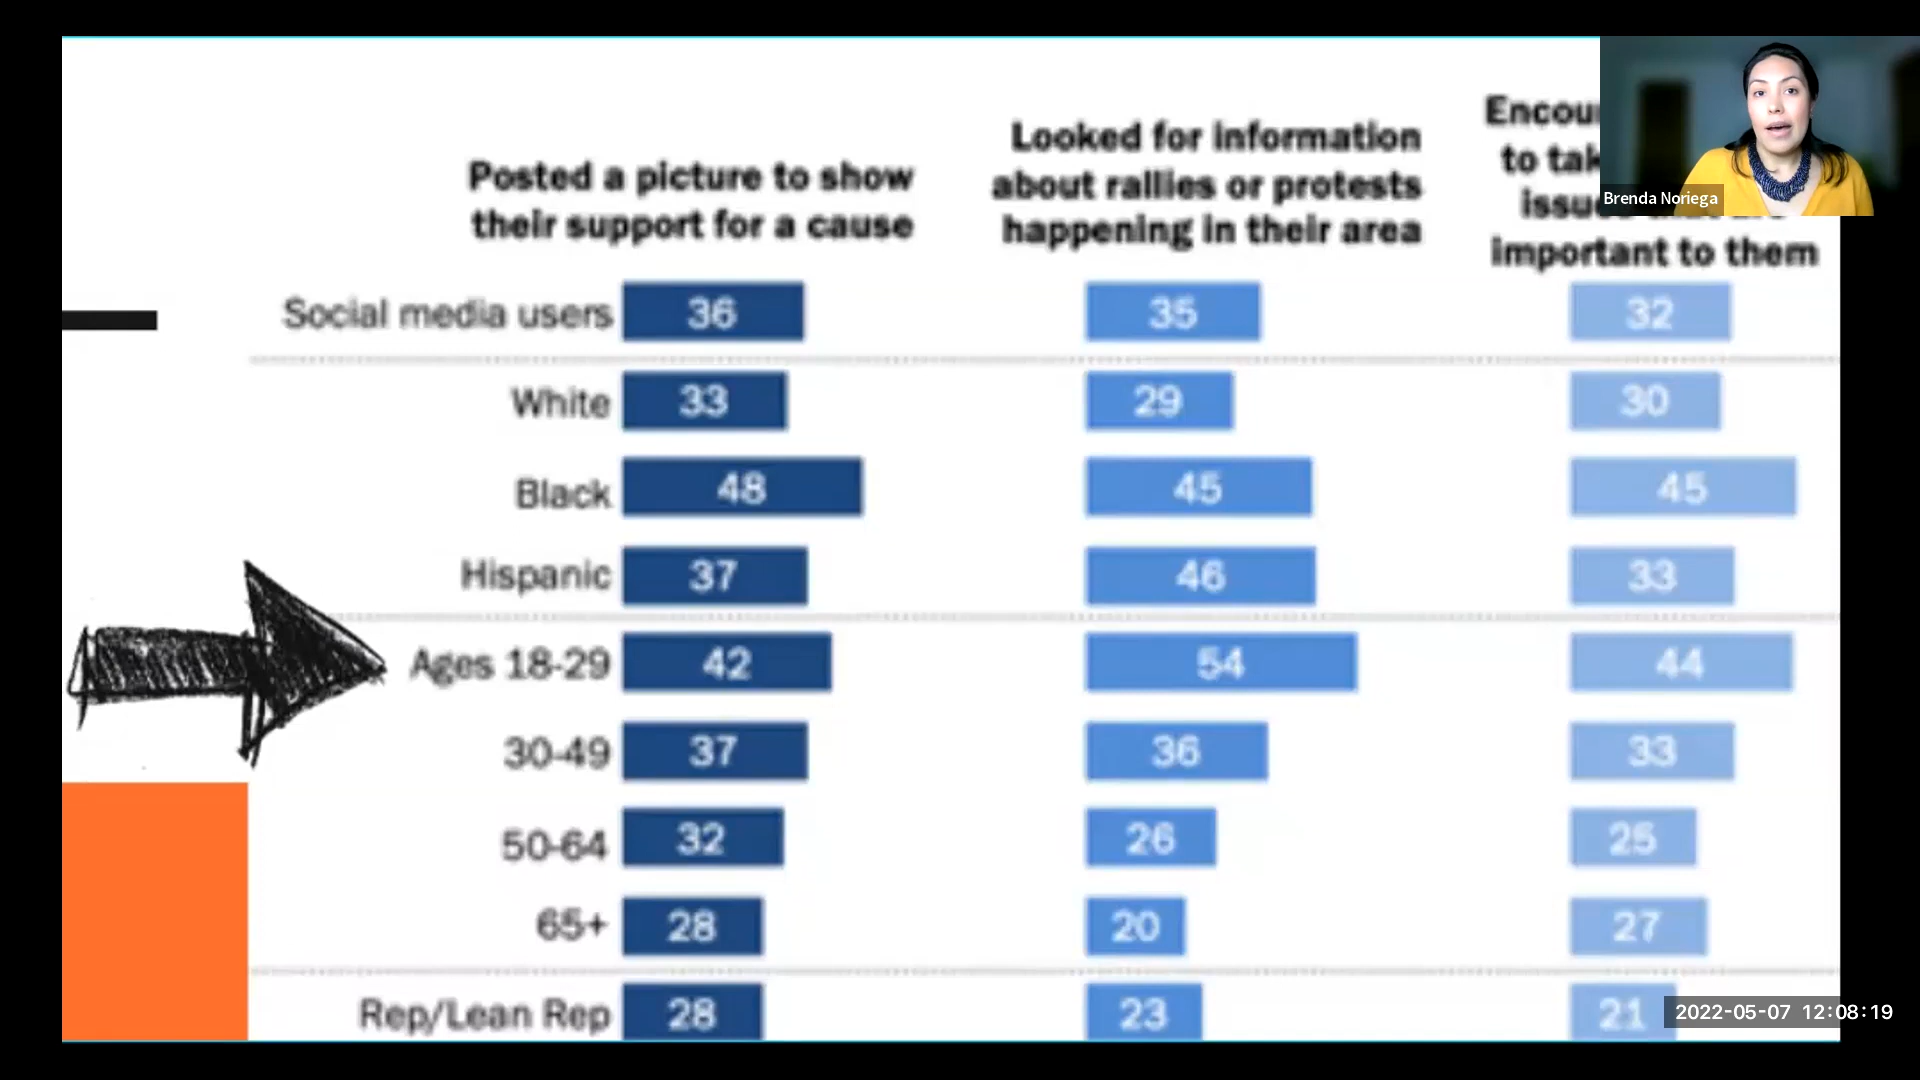 Posted a picture to show
their support for a cause
Looked for information
about rallies or protests
happening in their area
to
important to them
Brenda Noriega
Social media users 36 35 32
White 33 29 30
Black 48 45 45
Hispanic 37 46 33
Ages 18-29 42 54 44
30-49 37 36 33
50-64 32 26 25
65+ 28 20 27
Rep/Lean Rep 28 23 21
2022-05-07 12:08:19